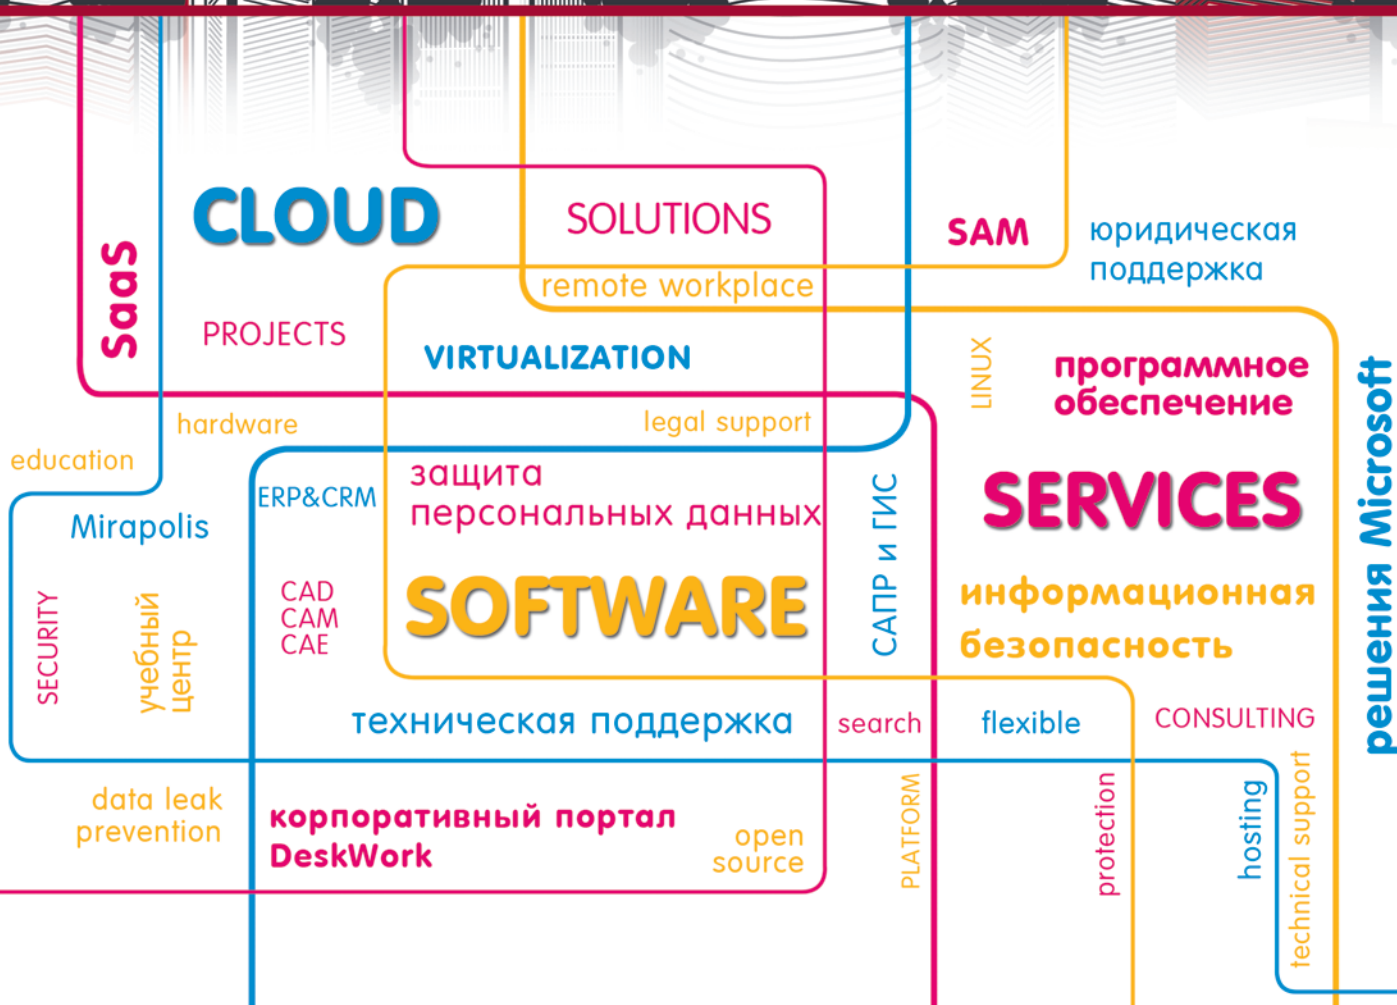 CLOUD
SOLUTIONS
SAM
юридическая
поддержка
SaaS
remote workplace
PROJECTS
VIRTUALIZATION
LINUX
программное
обеспечение
решения Microsoft
hardware
legal support
education
защита
персональных данных
ERP&CRM
Mirapolis
САПР и ГИС
SERVICES
SECURITY
учебный
центр
CAD
CAM
CAE
SOFTWARE
информационная
безопасность
техническая поддержка
search
flexible
CONSULTING
data leak
prevention
корпоративный портал
DeskWork
open
source
PLATFORM
protection
hosting
technical support